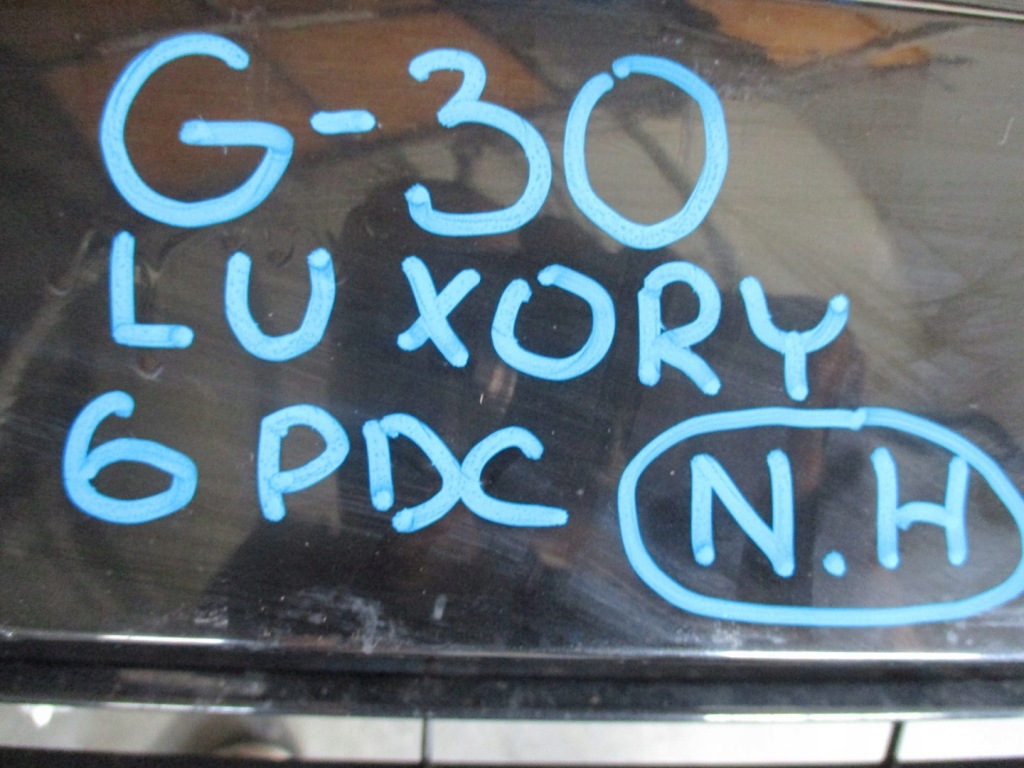 G-30
LUXORY
6 PDC N.H